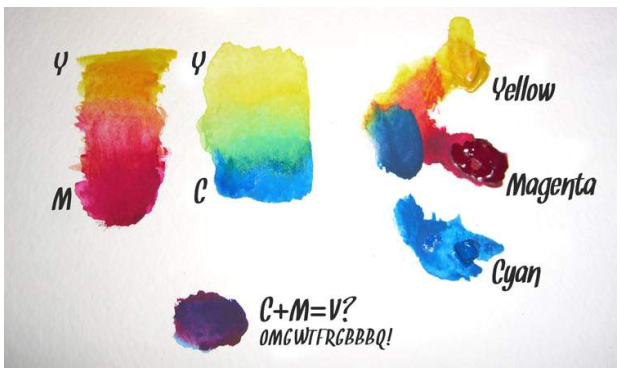 Y
M
Y
C
Yellow
Magenta
Cyan
C+M=V?
OMGWTFRGBBBQ!